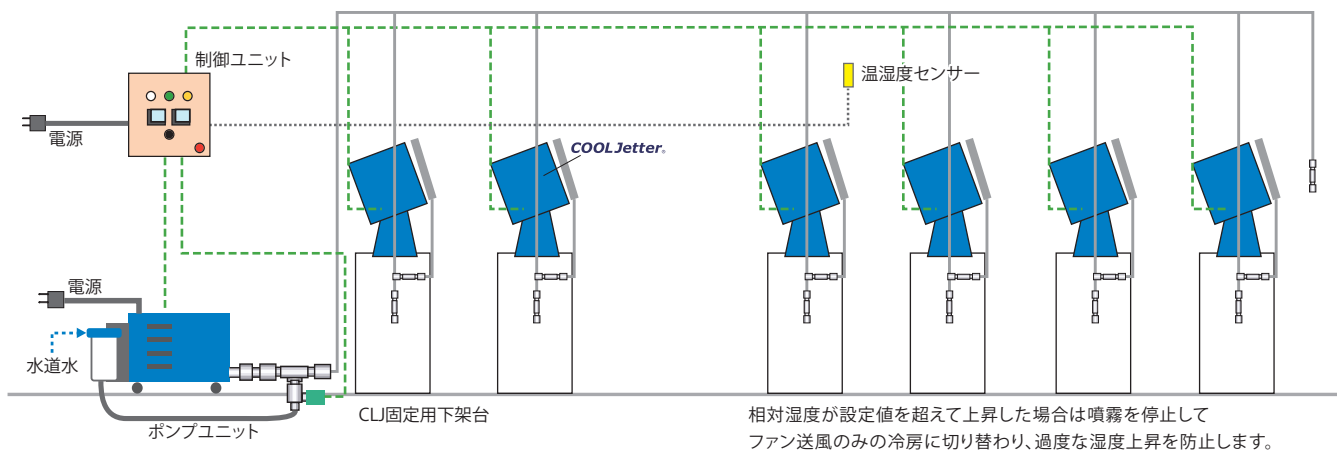 制御ユニット
温湿度センサー
電源
COOLJetter®
電源
水道水
ポンプユニット
CLJ固定用下架台
相対湿度が設定値を超えて上昇した場合は噴霧を停止して
ファン送風のみの冷房に切り替わり、過度な湿度上昇を防止します。